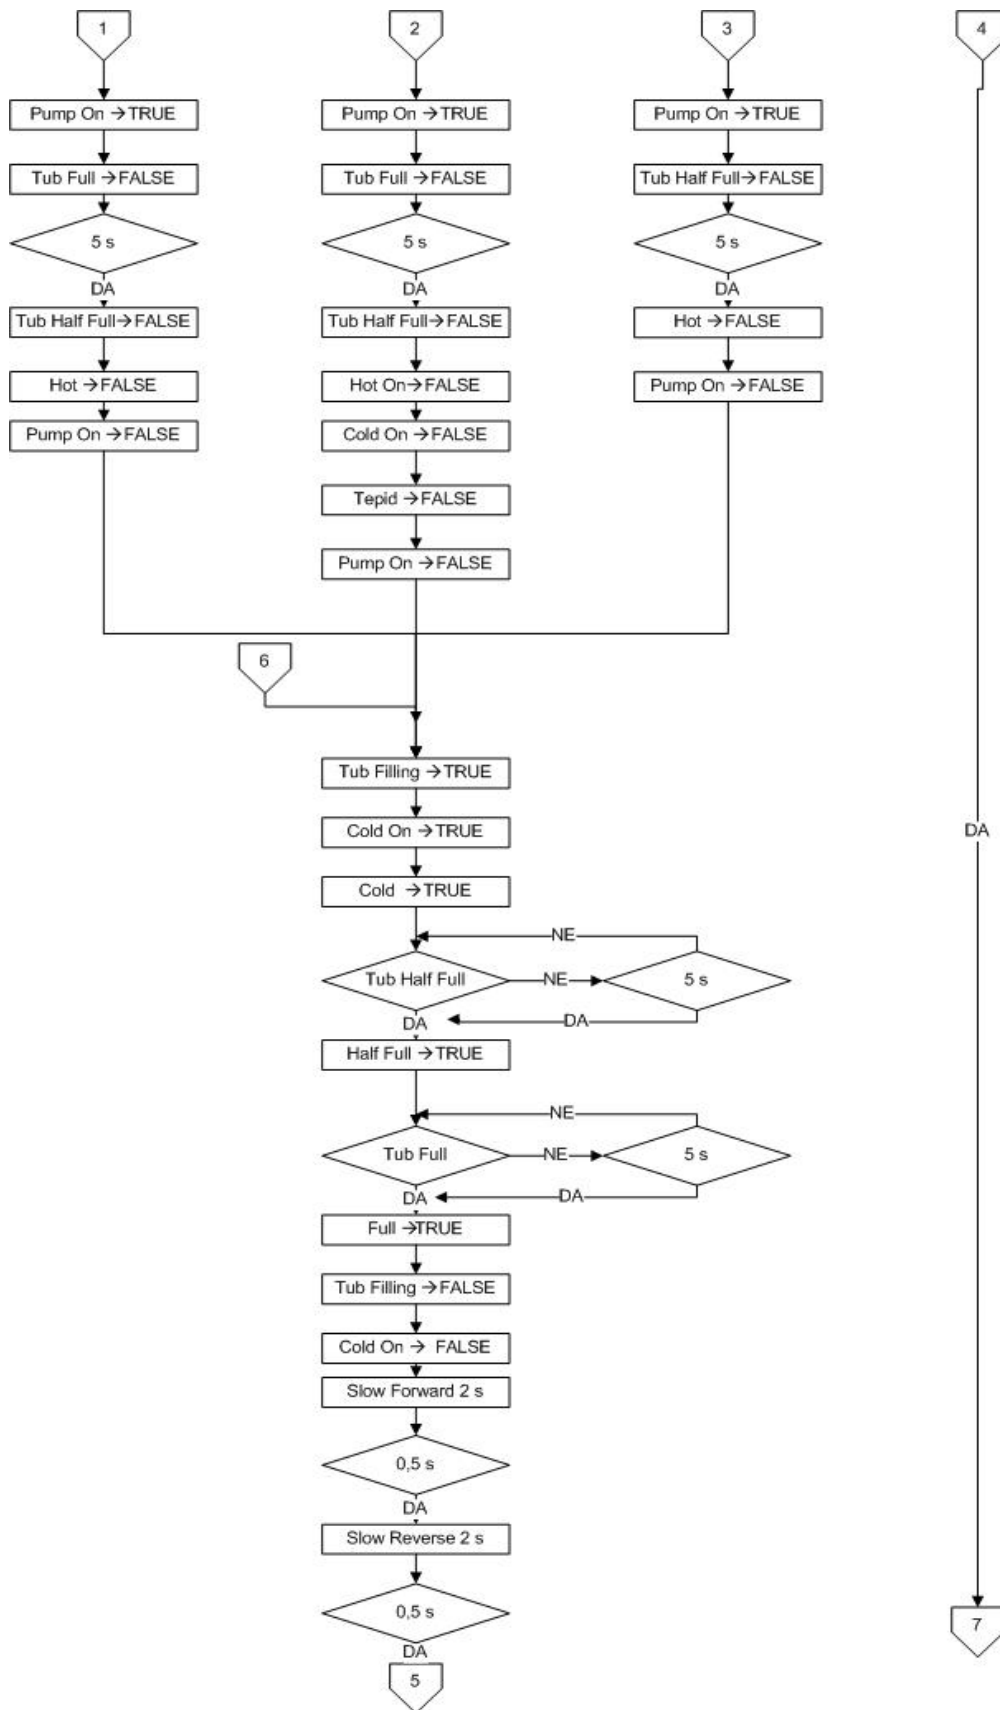 1
2
3
4
Pump On →TRUE
Pump On →TRUE
Pump On →TRUE
Tub Full →FALSE
Tub Full →FALSE
Tub Half Full→FALSE
5 s
5 s
5 s
DA
DA
DA
Tub Half Full→FALSE
Tub Half Full→FALSE
Hot →FALSE
Hot →FALSE
Hot On→FALSE
Pump On →FALSE
Pump On →FALSE
Cold On →FALSE
Tepid →FALSE
Pump On →FALSE
6
Tub Filling →TRUE
Cold On →TRUE
DA
Cold →TRUE
NE
Tub Half Full
NE
5 s
DA
DA
Half Full →TRUE
NE
Tub Full
NE
5 s
DA
DA
Full →TRUE
Tub Filling →FALSE
Cold On → FALSE
Slow Forward 2 s
0,5 s
DA
Slow Reverse 2 s
0,5 s
7
DA
5